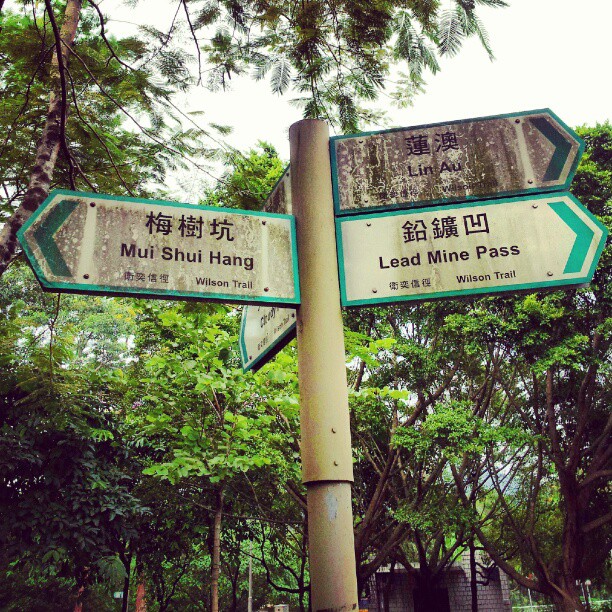 梅樹坑
Mui Shui Hang
衛奕信徑 Wilson Trail
蓮澳
Lin Au
鉛鑛凹
Lead Mine Pass
衛奕信徑 Wilson Trail